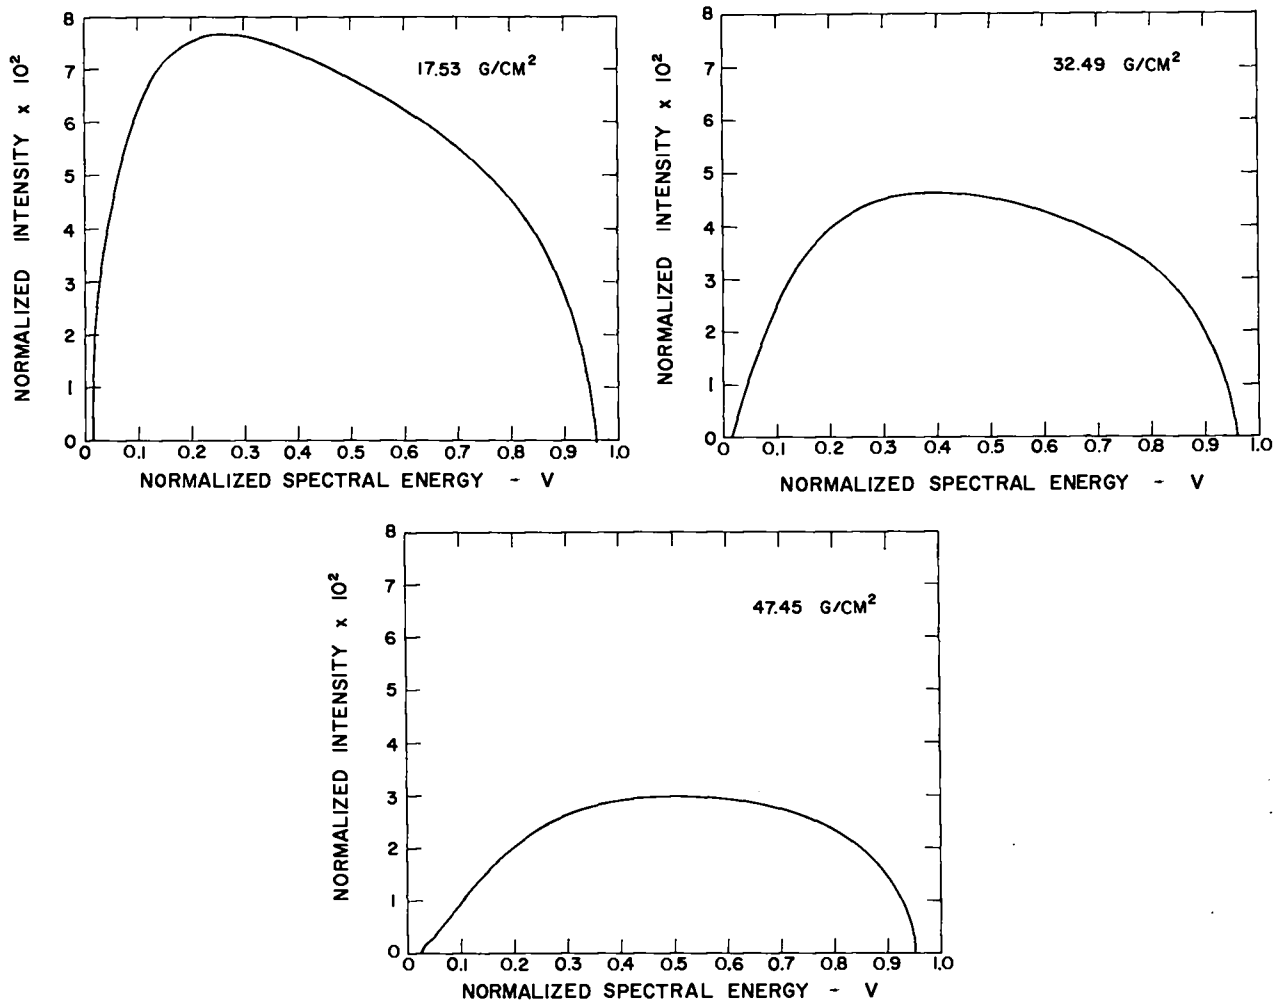 8
7
6
5
4
3
2
1
0
NORMALIZED INTENSITY x 10²
17.53 G/CM²
0 0.1 0.2 0.3 0.4 0.5 0.6 0.7 0.8 0.9 1.0
NORMALIZED SPECTRAL ENERGY - V
8
7
6
5
4
3
2
1
0
NORMALIZED INTENSITY x 10²
32.49 G/CM²
0 0.1 0.2 0.3 0.4 0.5 0.6 0.7 0.8 0.9 1.0
NORMALIZED SPECTRAL ENERGY - V
8
7
6
5
4
3
2
1
0
NORMALIZED INTENSITY x 10²
47.45 G/CM²
0 0.1 0.2 0.3 0.4 0.5 0.6 0.7 0.8 0.9 1.0
NORMALIZED SPECTRAL ENERGY - V